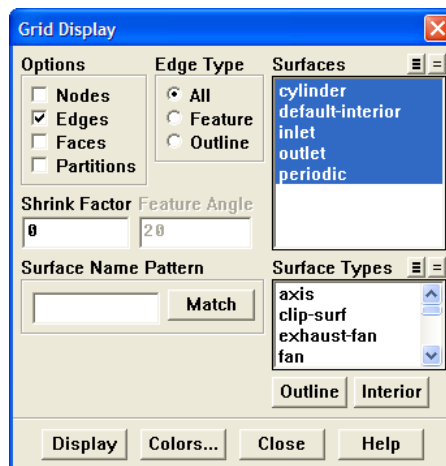 Grid Display
Options
Nodes
Edges
Faces
Partitions
Edge Type
All
Feature
Outline
Shrink Factor
0
Feature Angle
20
Surface Name Pattern
Match
Surfaces
cylinder
default-interior
inlet
outlet
periodic
Surface Types
axis
clip-surf
exhaust-fan
fan
Outline
Interior
Display
Colors...
Close
Help